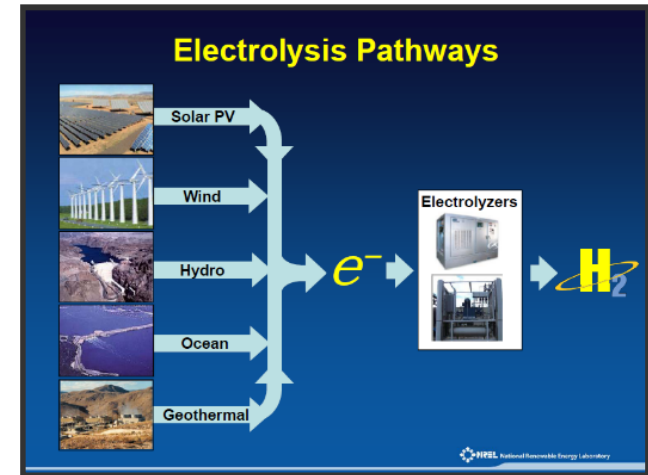 Electrolysis Pathways
Solar PV
Wind
Hydro
Ocean
Geothermal
e−
Electrolyzers
H2
NREL National Renewable Energy Laboratory